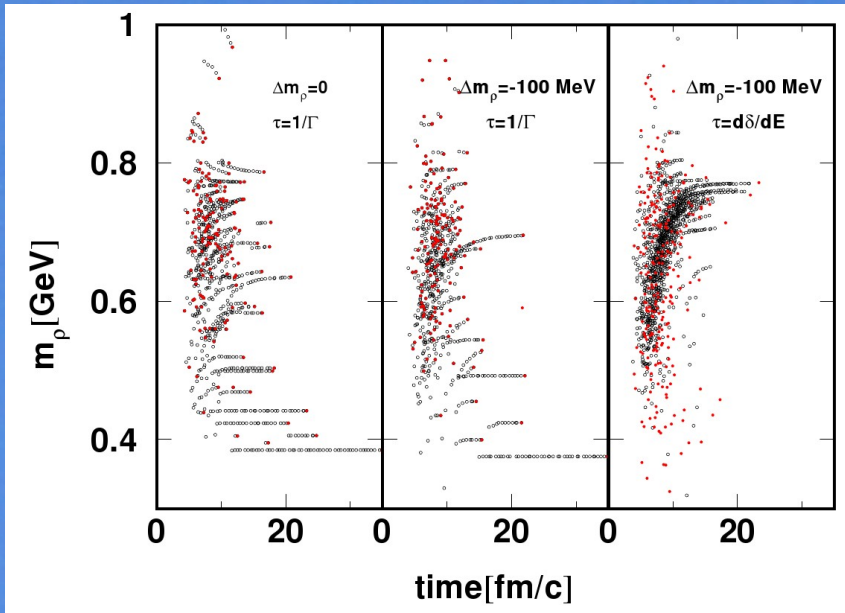 1
0.8
0.6
0.4
m_ρ[GeV]
Δm_ρ=0
τ=1/Γ
Δm_ρ=-100 MeV
τ=1/Γ
Δm_ρ=-100 MeV
τ=dδ/dE
0 20 0 20 0 20
time[fm/c]